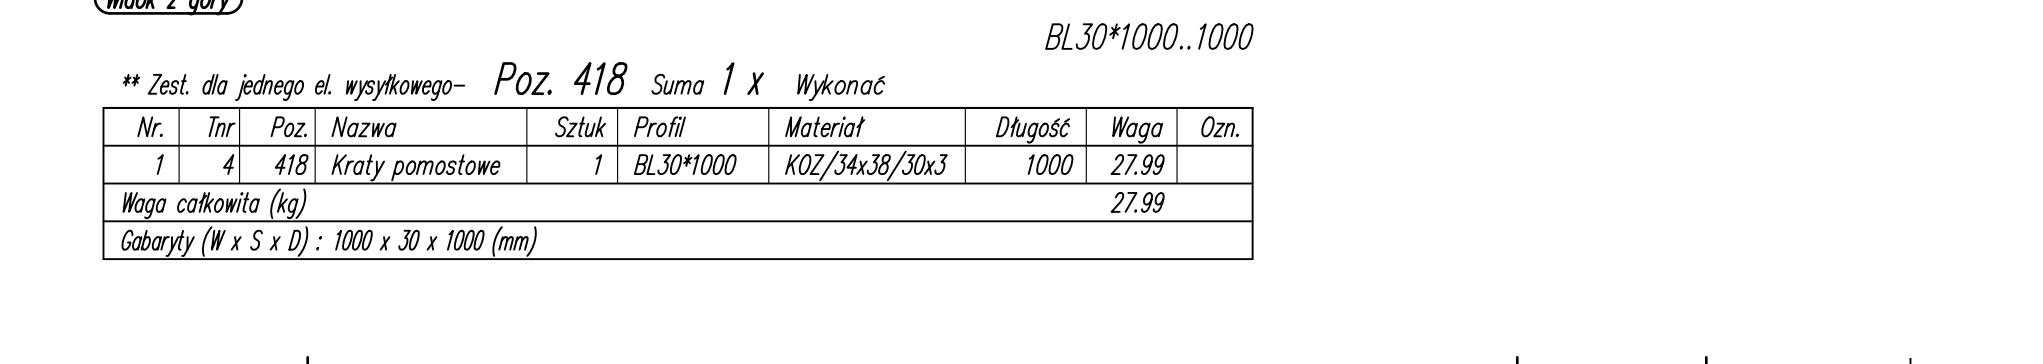 Widok z góry
BL30*1000..1000
** Zest. dla jednego el. wysyłkowego- Poz. 418 Suma 1 x Wykonać
Nr. Tnr Poz. Nazwa Sztuk Profil Materiał Długość Waga Ozn.
1 4 418 Kraty pomostowe 1 BL30*1000 KOZ/34x38/30x3 1000 27.99
Waga całkowita (kg) 27.99
Gabaryty (W x S x D) : 1000 x 30 x 1000 (mm)